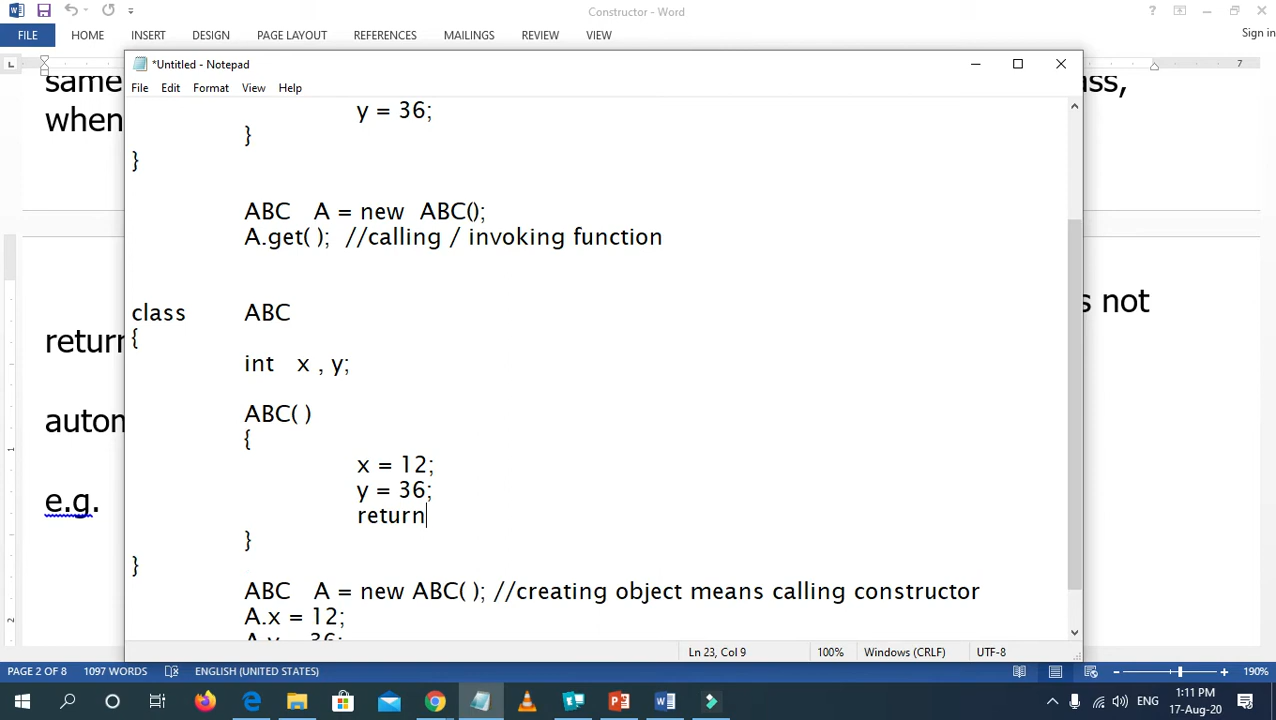 Constructor - Word
FILE HOME INSERT DESIGN PAGE LAYOUT REFERENCES MAILINGS REVIEW VIEW Sign in
*Untitled - Notepad
File Edit Format View Help
7
same
when
y = 36;
}
}
ABC A = new ABC();
A.get( ); //calling / invoking function
s not
class ABC
{
int x , y;
ABC( )
{
x = 12;
y = 36;
e.g.
return
}
}
ABC A = new ABC( ); //creating object means calling constructor
A.x = 12;
Ln 23, Col 9 100% Windows (CRLF) UTF-8
PAGE 2 OF 8 1097 WORDS ENGLISH (UNITED STATES) 190%
ENG 1:11 PM
17-Aug-20